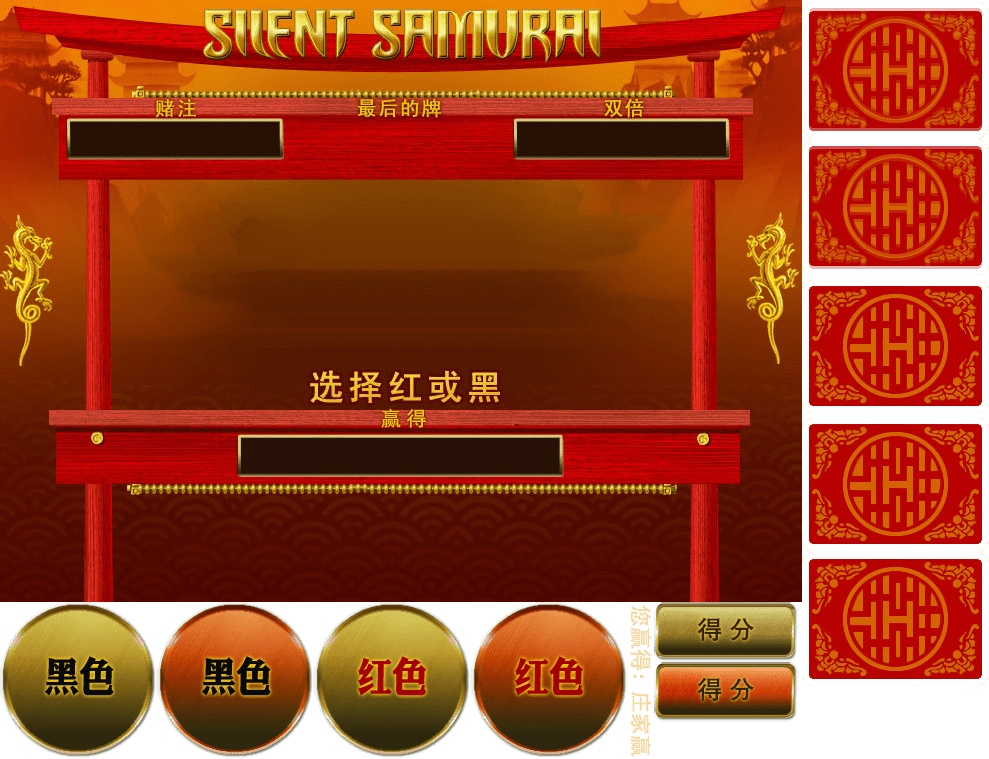 SILENT SAMURAI
赌注 最后的牌 双倍
选择红或黑
赢得
黑色 黑色 红色 红色
您赢得: 庄家赢
得分
得分